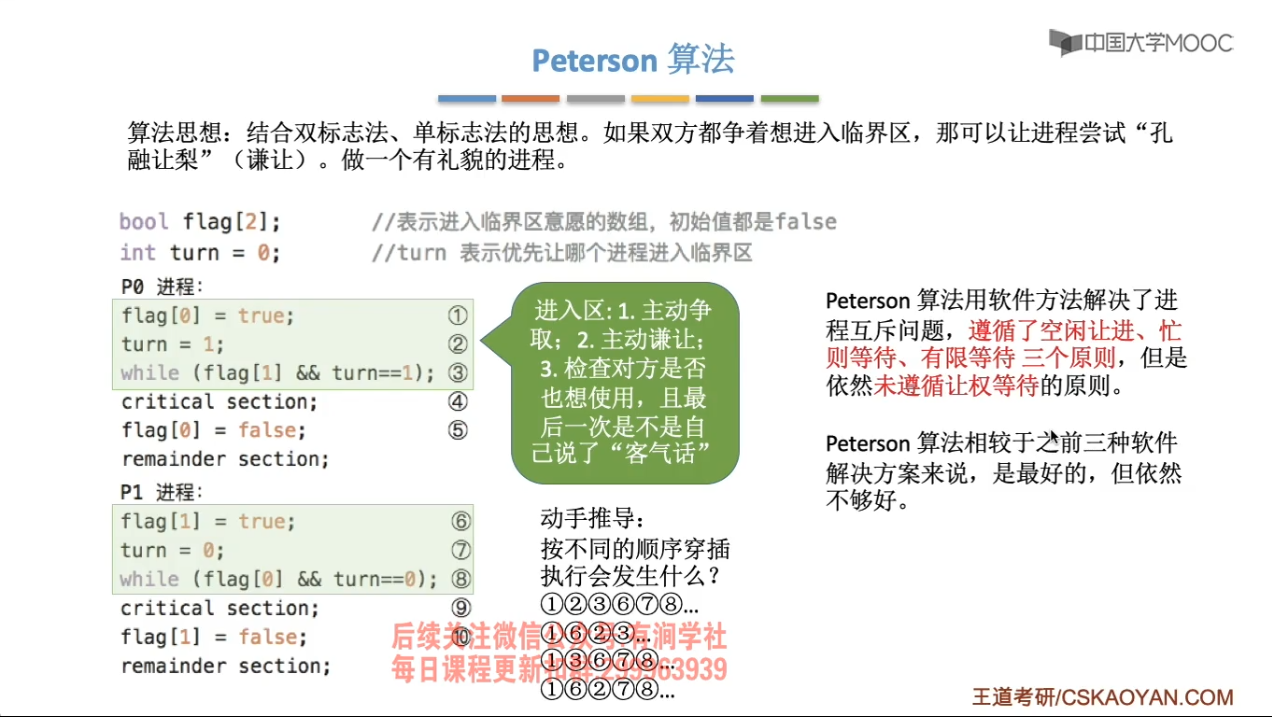 中国大学MOOC
Peterson 算法
算法思想：结合双标志法、单标志法的思想。如果双方都争着想进入临界区，那可以让进程尝试“孔
融让梨”（谦让）。做一个有礼貌的进程。
bool flag[2]; //表示进入临界区意愿的数组，初始值都是false
int turn = 0; //turn 表示优先让哪个进程进入临界区
P0 进程：
flag[0] = true; ①
turn = 1; ②
while (flag[1] && turn==1); ③
critical section; ④
flag[0] = false; ⑤
remainder section;
P1 进程：
flag[1] = true; ⑥
turn = 0; ⑦
while (flag[0] && turn==0); ⑧
critical section; ⑨
flag[1] = false; ⑩
remainder section;
进入区：1. 主动争
取；2. 主动谦让；
3. 检查对方是否
也想使用，且最
后一次是不是自
己说了“客气话”
动手推导：
按不同的顺序穿插
执行会发生什么？
①②③⑥⑦⑧...
①⑥②③...
①③⑥⑦⑧...
①⑥②⑦⑧...
Peterson 算法用软件方法解决了进
程互斥问题，遵循了空闲让进、忙
则等待、有限等待 三个原则，但是
依然未遵循让权等待的原则。
Peterson 算法相较于之前三种软件
解决方案来说，是最好的，但依然
不够好。
后续关注微信公众号:有润学社
每日课程更新扣群:
王道考研/CSKAOYAN.COM